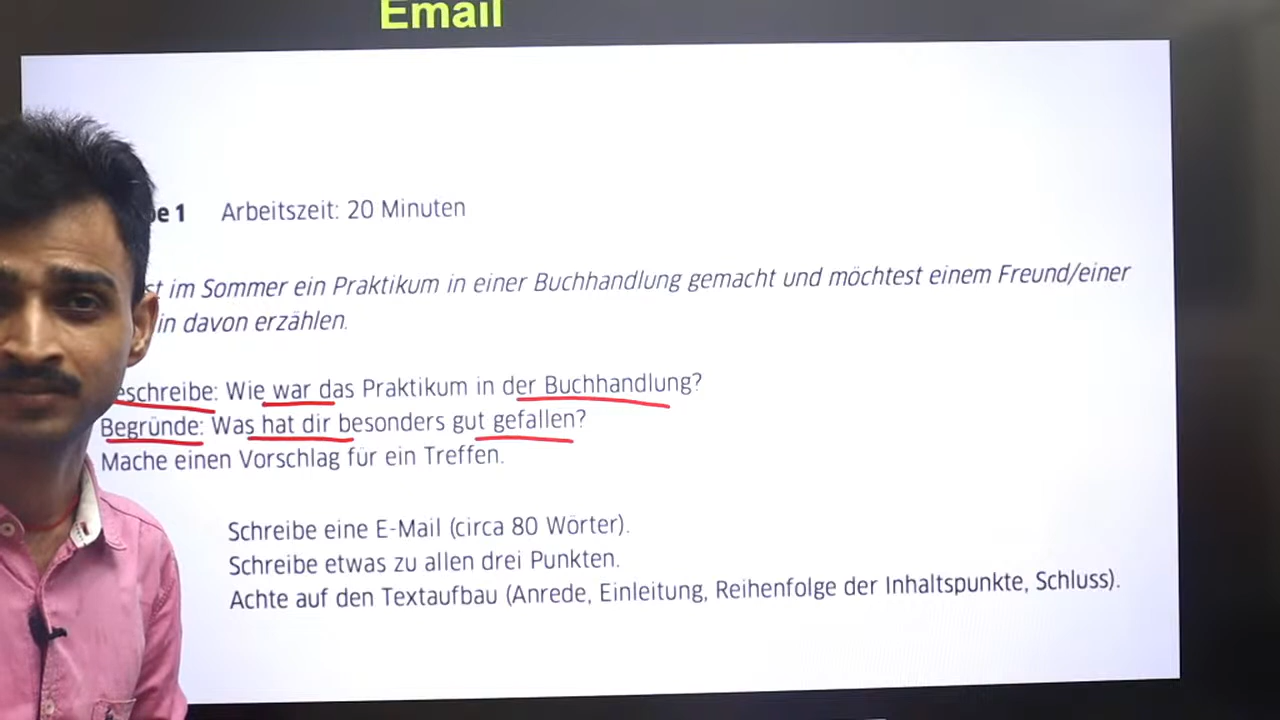 Email
1 Arbeitszeit: 20 Minuten
im Sommer ein Praktikum in einer Buchhandlung gemacht und möchtest einem Freund/einer
davon erzählen.
Wie war das Praktikum in der Buchhandlung?
Begründe: Was hat dir besonders gut gefallen?
Mache einen Vorschlag für ein Treffen.
Schreibe eine E-Mail (circa 80 Wörter).
Schreibe etwas zu allen drei Punkten.
Achte auf den Textaufbau (Anrede, Einleitung, Reihenfolge der Inhaltspunkte, Schluss).